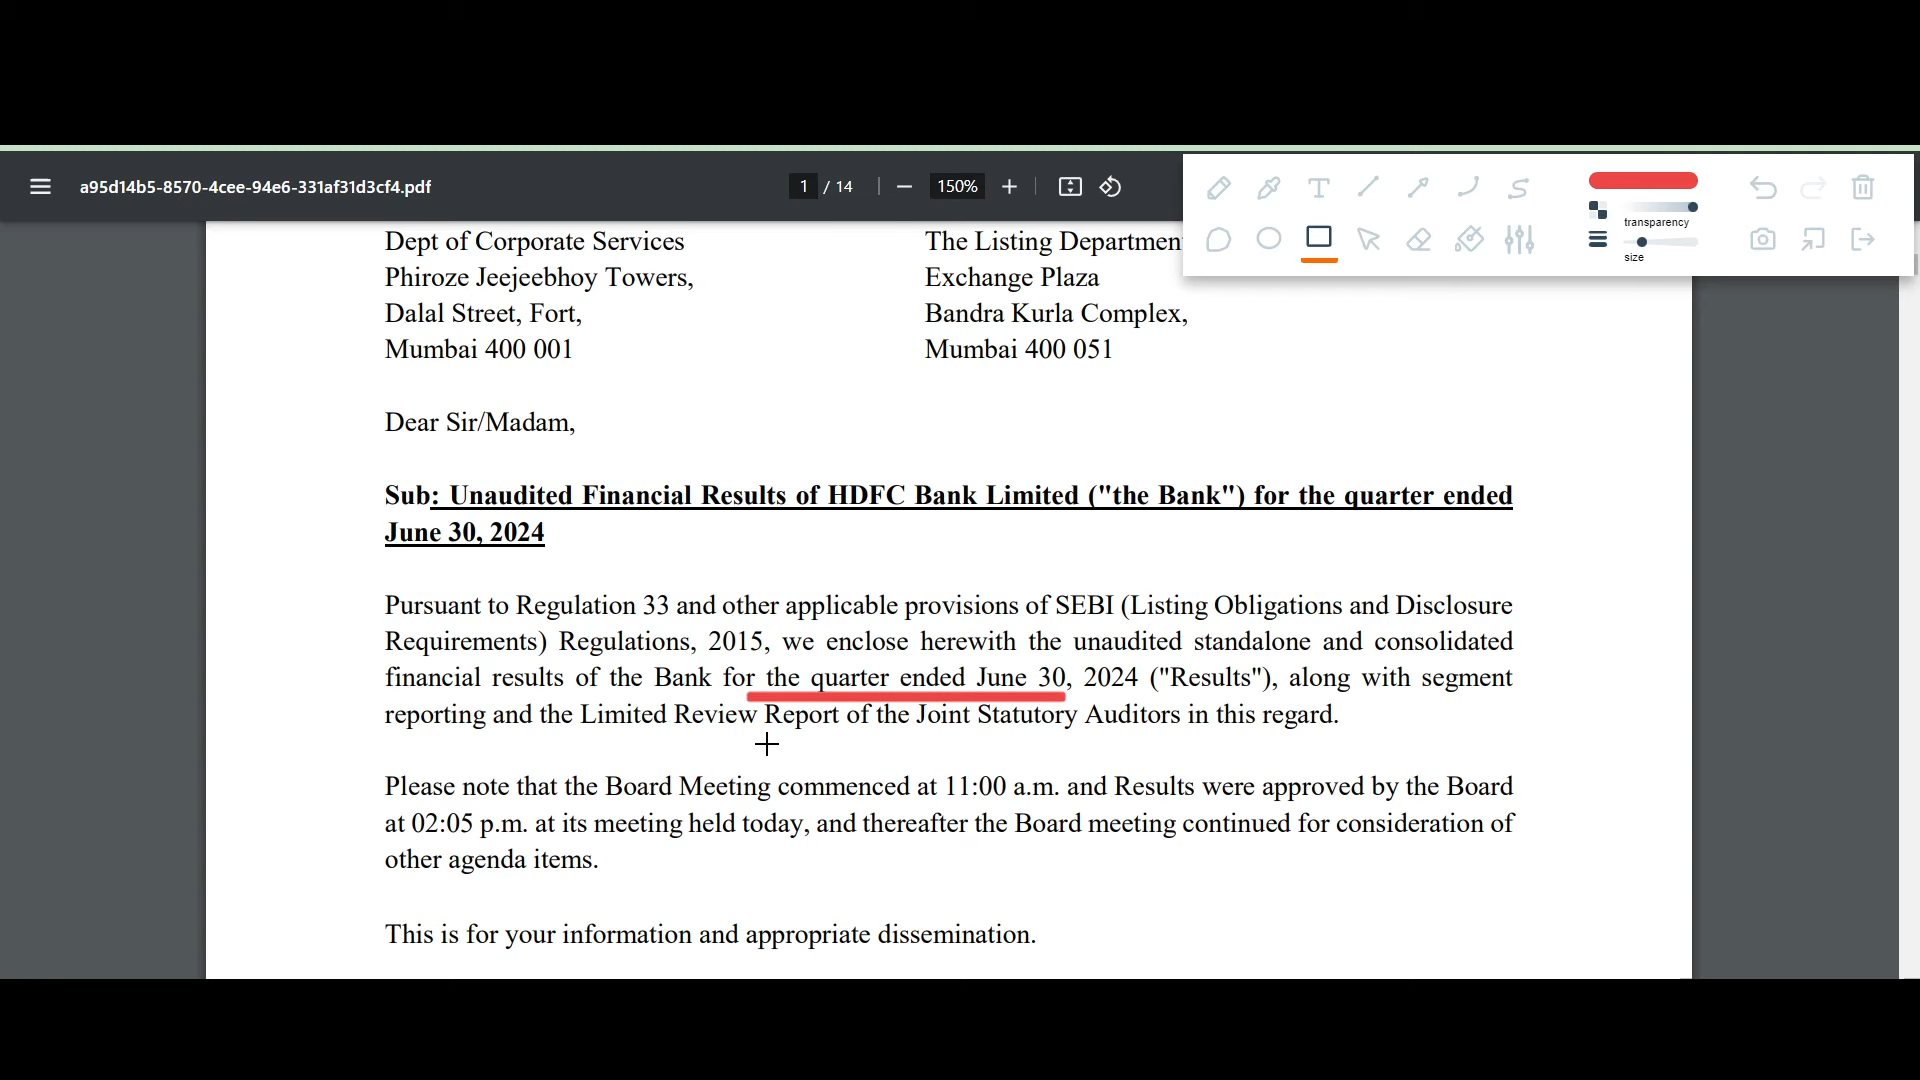 a95d14b5-8570-4cee-94e6-331af31d3cf4.pdf
1 / 14
150%
transparency
size
Dept of Corporate Services
Phiroze Jeejeebhoy Towers,
Dalal Street, Fort,
Mumbai 400 001
The Listing Departmen
Exchange Plaza
Bandra Kurla Complex,
Mumbai 400 051
Dear Sir/Madam,
Sub: Unaudited Financial Results of HDFC Bank Limited ("the Bank") for the quarter ended
June 30, 2024
Pursuant to Regulation 33 and other applicable provisions of SEBI (Listing Obligations and Disclosure
Requirements) Regulations, 2015, we enclose herewith the unaudited standalone and consolidated
financial results of the Bank for the quarter ended June 30, 2024 ("Results"), along with segment
reporting and the Limited Review Report of the Joint Statutory Auditors in this regard.
Please note that the Board Meeting commenced at 11:00 a.m. and Results were approved by the Board
at 02:05 p.m. at its meeting held today, and thereafter the Board meeting continued for consideration of
other agenda items.
This is for your information and appropriate dissemination.